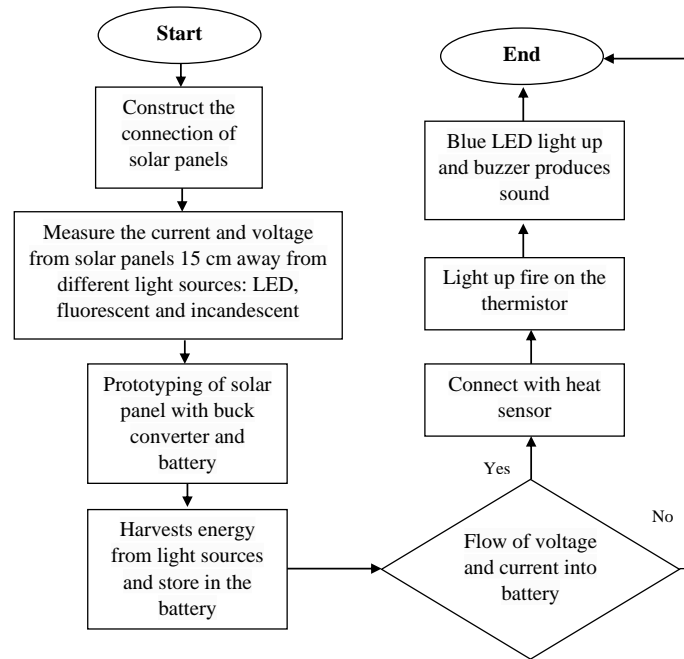 Start
Construct the
connection of
solar panels
Measure the current and voltage
from solar panels 15 cm away from
different light sources: LED,
fluorescent and incandescent
Prototyping of solar
panel with buck
converter and
battery
Harvests energy
from light sources
and store in the
battery
Flow of voltage
and current into
battery
Yes
No
Connect with heat
sensor
Light up fire on the
thermistor
Blue LED light up
and buzzer produces
sound
End